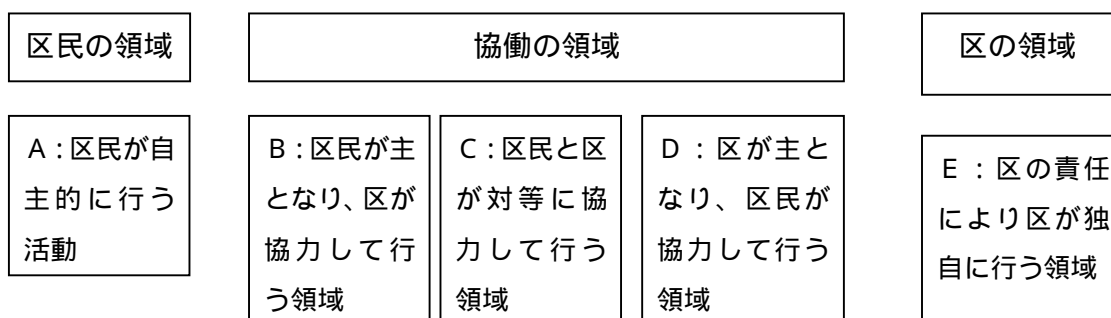 区民の領域
協働の領域
区の領域
A:区民が自
主的に行う
活動
B:区民が主
となり、区が
協力して行
う領域
C:区民と区
が対等に協
力して行う
領域
D:区が主と
なり、区民が
協力して行う
領域
E:区の責任
により区が独
自に行う領域